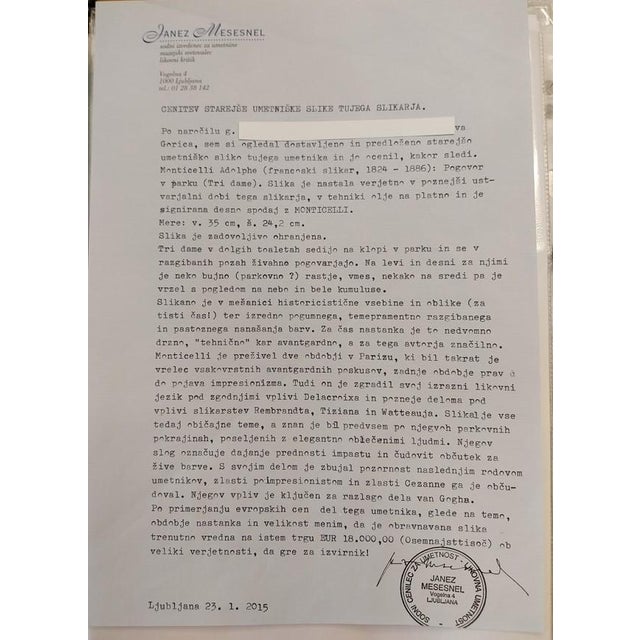 JANEZ MESESNEL
sodni izvedenec za umetnine
muzejski svetovalec
likovni kritik
Vogelna 4
1000 Ljubljana
tel.: 01 28 38 142
CENITEV STAREJŠE UMETNIŠKE SLIKE TUJEGA SLIKARJA.
Po naročilu g. va
Gorica, sem si ogledal dostavljeno in predloženo starejšo
umetniško sliko tujega umetnika in jo ocenil, kakor sledi.
Monticelli Adolphe (francoski slikar, 1824 - 1886): Pogovor
v parku (Tri dame). Slika je nastala verjetno v poznejši ust-
varjalni dobi tega slikarja, v tehniki olje na platno in je
signirana desno spodaj z MONTICELLI.
Mere: v. 35 cm, š. 24,2 cm.
Slika je zadovoljivo ohranjena.
Tri dame v dolgih toaletah sedijo na klopi v parku in se v
razgibanih pozah živahno pogovarjajo. Na levi in desni za njimi
je neko bujno (parkovno ?) rastje, vmes, nekako na sredi pa je
vrzel s pogledom na nebo in bele kumuluse.
Slikano je v mešanici historicistične vsebine in oblike (za
tisti čas!) ter izredno pogumnega, temepramentno razgibanega
in pastoznega nanašanja barv. Za čas nastanka je to nedvomno
drzno, "tehnično" kar avantgardno, a za tega avtorja značilno.
Monticelli je preživel dve obdobji v Parizu, ki bil takrat je
vrelec vsakovrstnih avantgardnih poskusov, zadnje obdobje prav d
do pojava impresionizma. Tudi on je zgradil svoj izrazni likovni
jezik pod zgodnjimi vplivi Delacroixa in pozneje deloma pod
vplivi slikarstev Rembrandta, Tiziana in Watteauja. Slikalje vse
tedaj običajne teme, a znan je bil predvsem po njegovh parkovnih
pokrajinah, poseljenih z elegantno oblečenimi ljudmi. Njegov
slog označuje dajanje prednosti impastu in čudovit občutek za
žive barve. S svojim delom je zbujal pozornost naslednjim rodovom
umetnikov, zlasti poimpresionistom in zlasti Cezanne ga je obču-
doval. Njegov vpliv je ključen za razlago dela van Gogha.
Po primerjanju evropskih cen del tega umetnika, glede na temo,
obdobje nastanka in velikost menim, da je obravnavana slika
trenutno vredna na istem trgu EUR 18.000,00 (Osemnajsttisoč) ob
veliki verjetnosti, da gre za izvirnik!
SODNI CENILEC ZA UMETNOST LIKOVNA UMETNOST
JANEZ
MESESNEL
Vogelna 4
LJUBLJANA
Ljubljana 23. 1. 2015